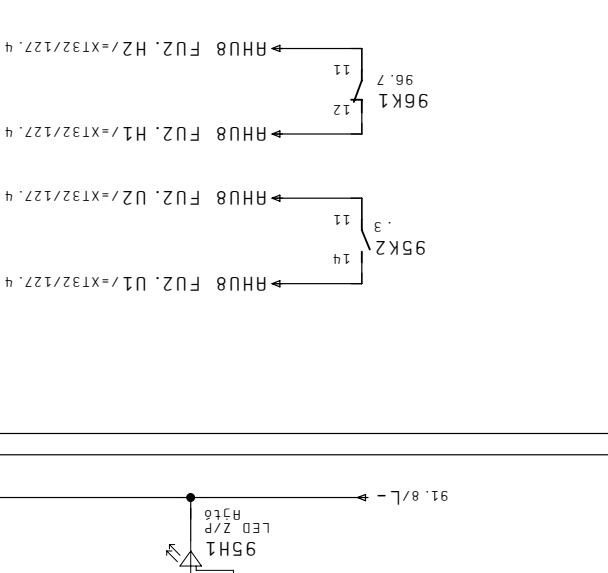 95H1
LED Z/P
Ajtó
91.8/L-
AHU8 FU2.U1/=XT32/127.4
14
95K2
.3
11
AHU8 FU2.U2/=XT32/127.4
AHU8 FU2.H1/=XT32/127.4
12
96K1
96.7
11
AHU8 FU2.H2/=XT32/127.4